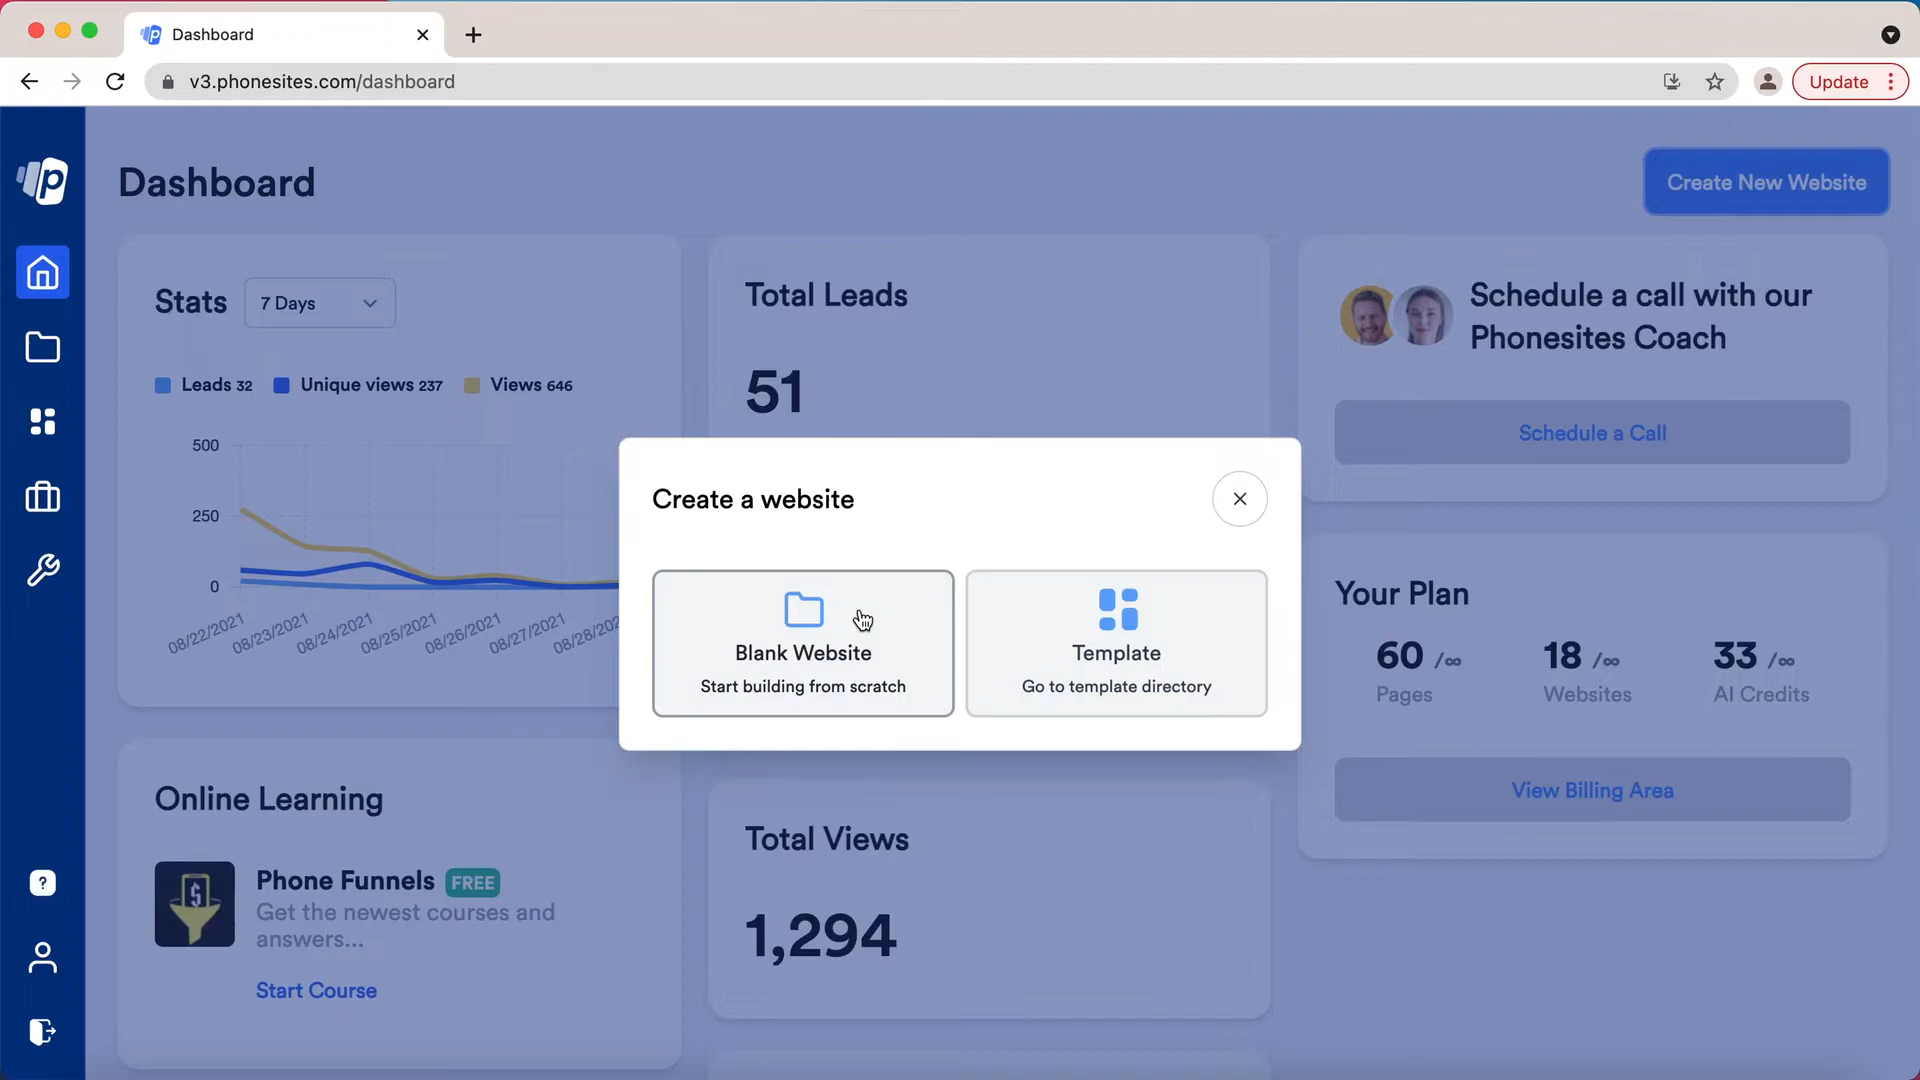 Dashboard
v3.phonesites.com/dashboard
Update
p
Dashboard
Create New Website
Stats
7 Days
Leads 32
Unique views 237
Views 646
500
250
0
08/22/2021
08/23/2021
08/24/2021
08/25/2021
08/26/2021
08/27/2021
08/28/202
Total Leads
51
Schedule a call with our
Phonesites Coach
Schedule a Call
Create a website
Blank Website
Start building from scratch
Template
Go to template directory
Your Plan
60 /∞
Pages
18 /∞
Websites
33 /∞
AI Credits
View Billing Area
Online Learning
Phone Funnels FREE
Get the newest courses and
answers...
Start Course
Total Views
1,294
?